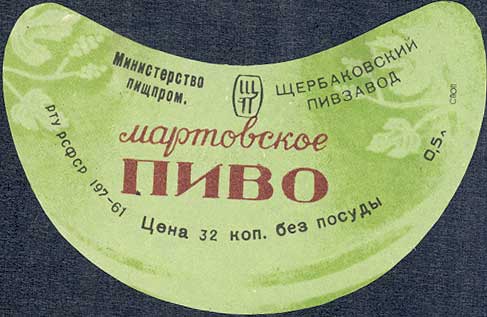 Министерство
пищпром.
ЩП
ЩЕРБАКОВСКИЙ
ПИВЗАВОД
мартовское
ПИВО
РТУ РСФСР 197-61
Цена 32 коп. без посуды
0,5л